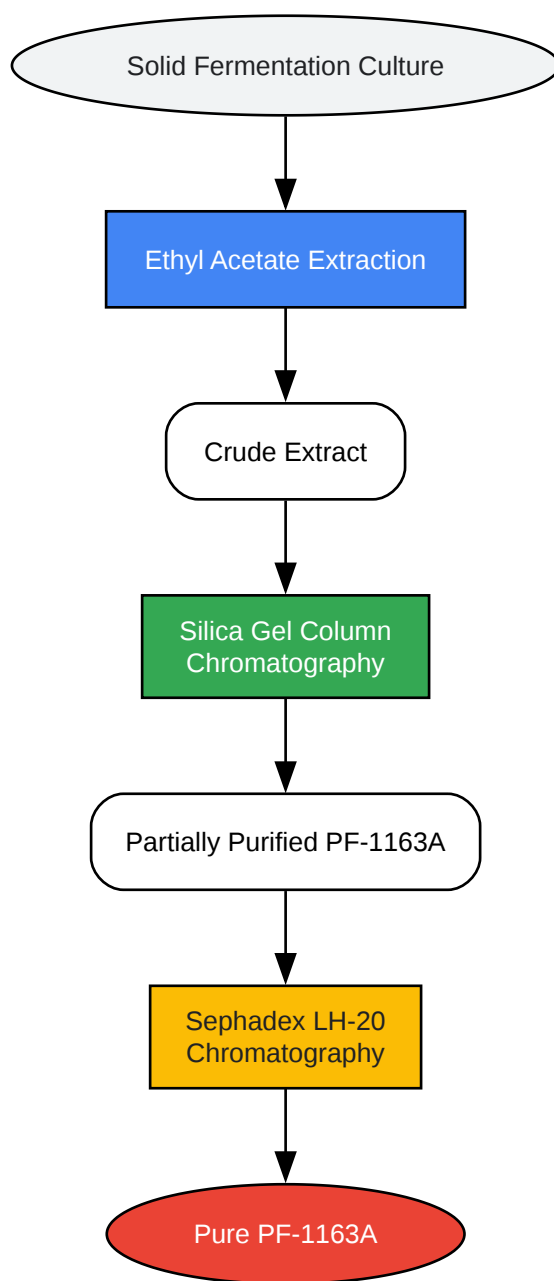 Solid Fermentation Culture
Ethyl Acetate Extraction
Crude Extract
Silica Gel Column
Chromatography
Partially Purified PF-1163A
Sephadex LH-20
Chromatography
Pure PF-1163A